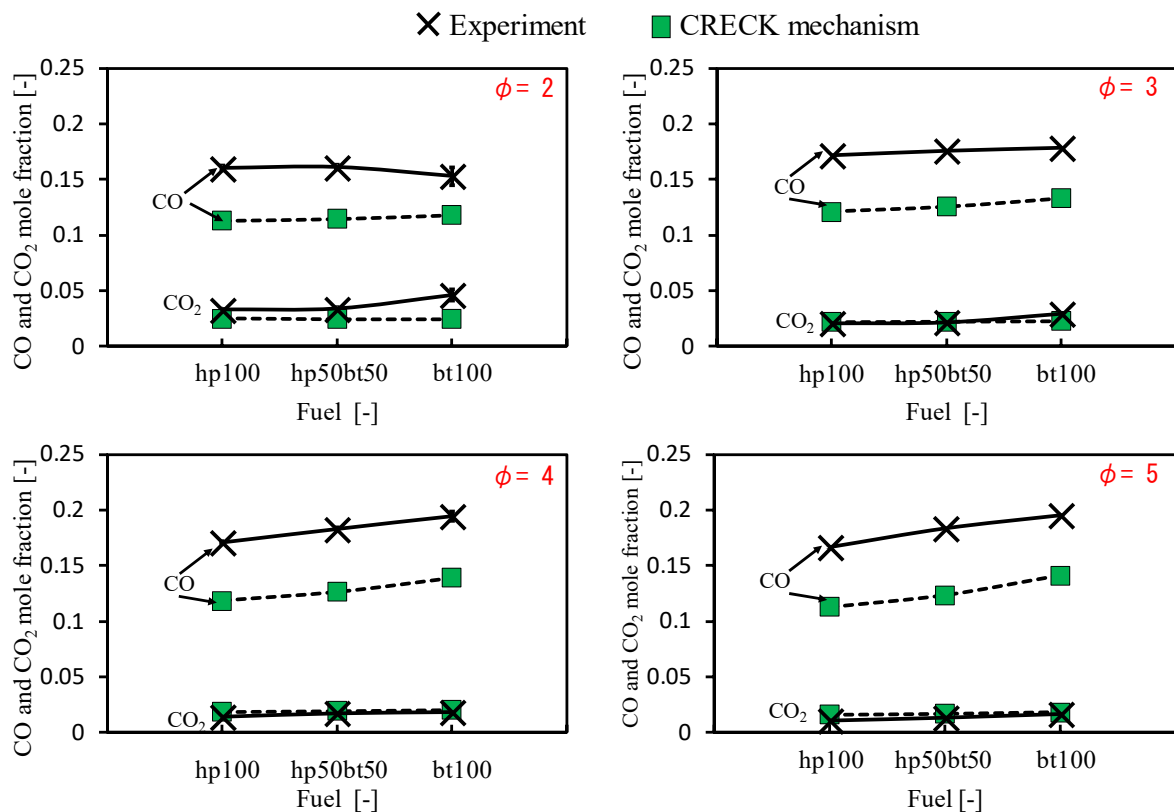 Experiment CRECK mechanism
CO and CO2 mole fraction [-]
0.25
0.2
0.15
0.1
0.05
0
ϕ= 2
CO
CO2
hp100 hp50bt50 bt100
Fuel [-]
CO and CO2 mole fraction [-]
0.25
0.2
0.15
0.1
0.05
0
ϕ= 3
CO
CO2
hp100 hp50bt50 bt100
Fuel [-]
CO and CO2 mole fraction [-]
0.25
0.2
0.15
0.1
0.05
0
ϕ= 4
CO
CO2
hp100 hp50bt50 bt100
Fuel [-]
CO and CO2 mole fraction [-]
0.25
0.2
0.15
0.1
0.05
0
ϕ= 5
CO
CO2
hp100 hp50bt50 bt100
Fuel [-]